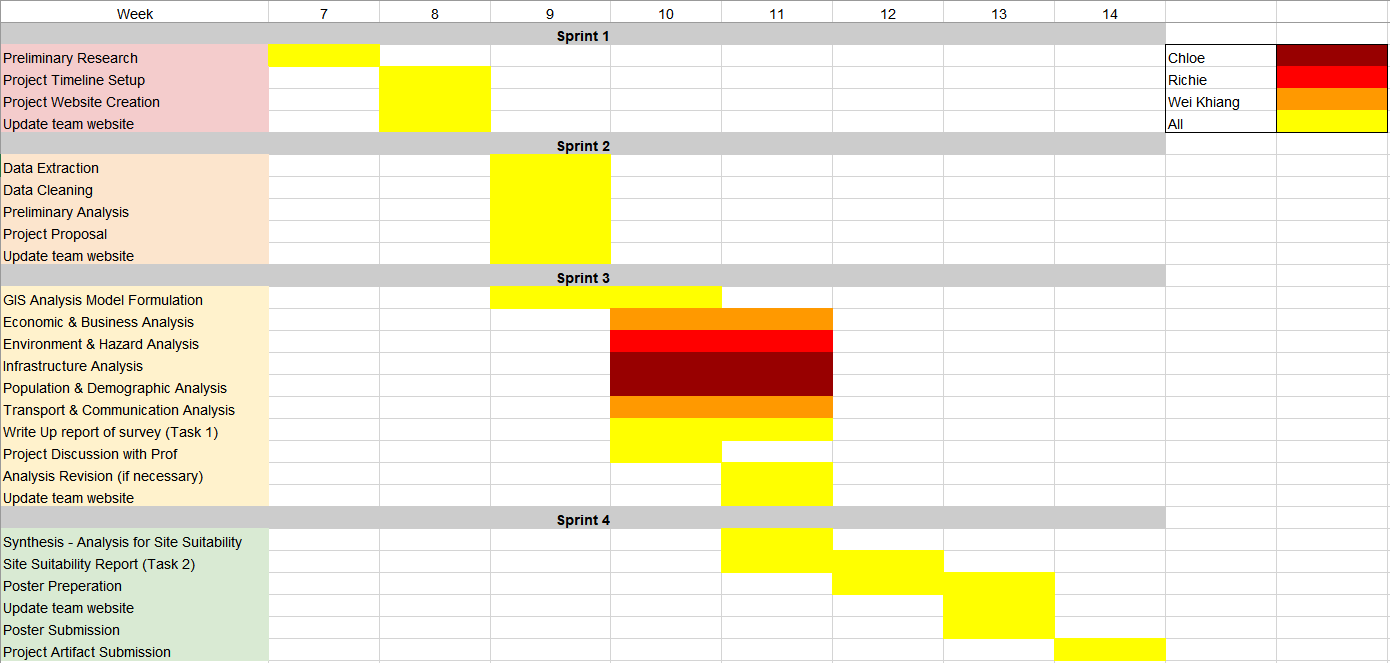 Week 7 8 9 10 11 12 13 14
Sprint 1
Preliminary Research Chloe
Project Timeline Setup Richie
Project Website Creation Wei Khiang
Update team website All
Sprint 2
Data Extraction
Data Cleaning
Preliminary Analysis
Project Proposal
Update team website
Sprint 3
GIS Analysis Model Formulation
Economic & Business Analysis
Environment & Hazard Analysis
Infrastructure Analysis
Population & Demographic Analysis
Transport & Communication Analysis
Write Up report of survey (Task 1)
Project Discussion with Prof
Analysis Revision (if necessary)
Update team website
Sprint 4
Synthesis - Analysis for Site Suitability
Site Suitability Report (Task 2)
Poster Preperation
Update team website
Poster Submission
Project Artifact Submission